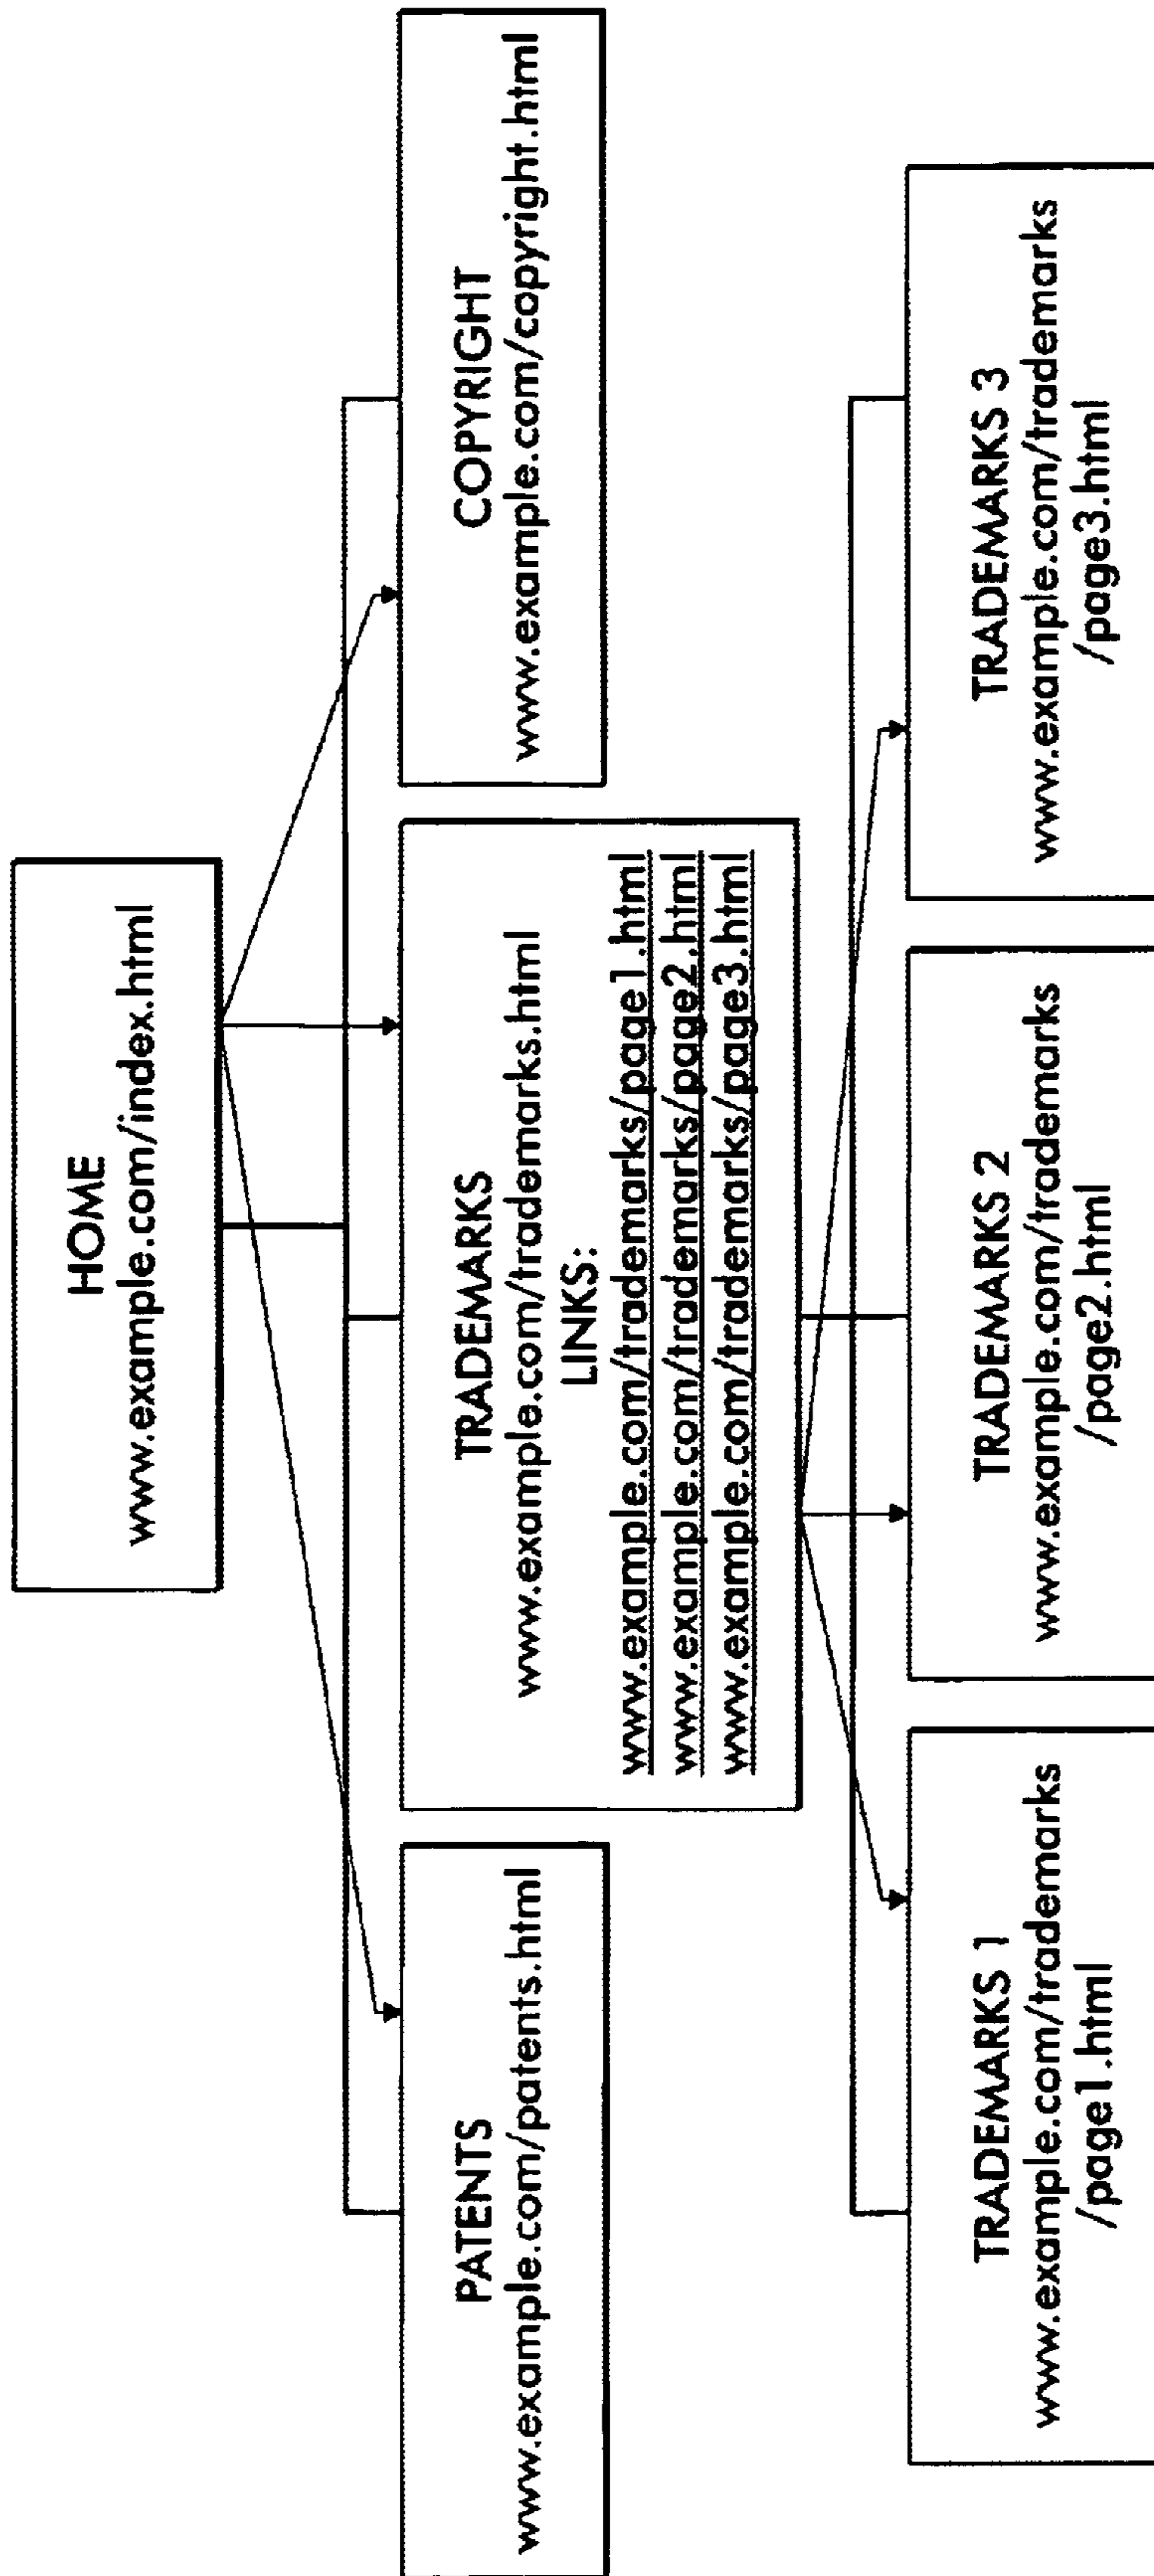 HOME
www.example.com/index.html
PATENTS
www.example.com/patents.html
TRADEMARKS
www.example.com/trademarks.html
LINKS:
www.example.com/trademarks/page1.html
www.example.com/trademarks/page2.html
www.example.com/trademarks/page3.html
COPYRIGHT
www.example.com/copyright.html
TRADEMARKS 1
www.example.com/trademarks
/page1.html
TRADEMARKS 2
www.example.com/trademarks
/page2.html
TRADEMARKS 3
www.example.com/trademarks
/page3.html